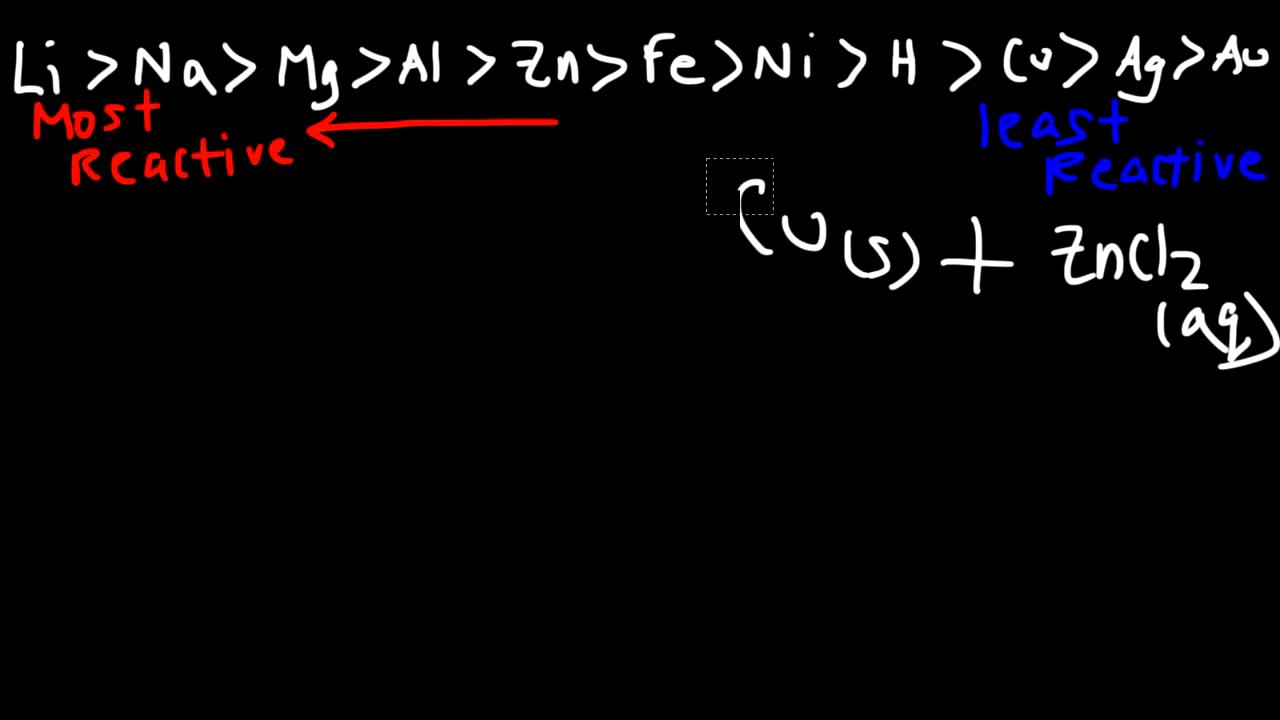 Li > Na > Mg > Al > Zn > Fe > Ni > H > Cu > Ag > Au
Most
Reactive
least
Reactive
Cu (s) + ZnCl2
(aq)